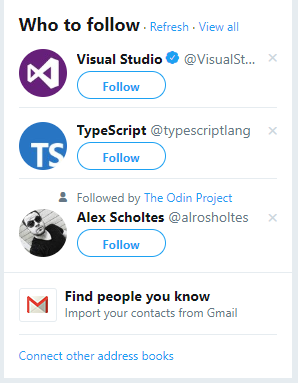 Who to follow · Refresh · View all
Visual Studio @VisualSt...
Follow
TypeScript @typescriptlang
TS
Follow
Followed by The Odin Project
Alex Scholtes @alrosholtes
Follow
Find people you know
Import your contacts from Gmail
Connect other address books